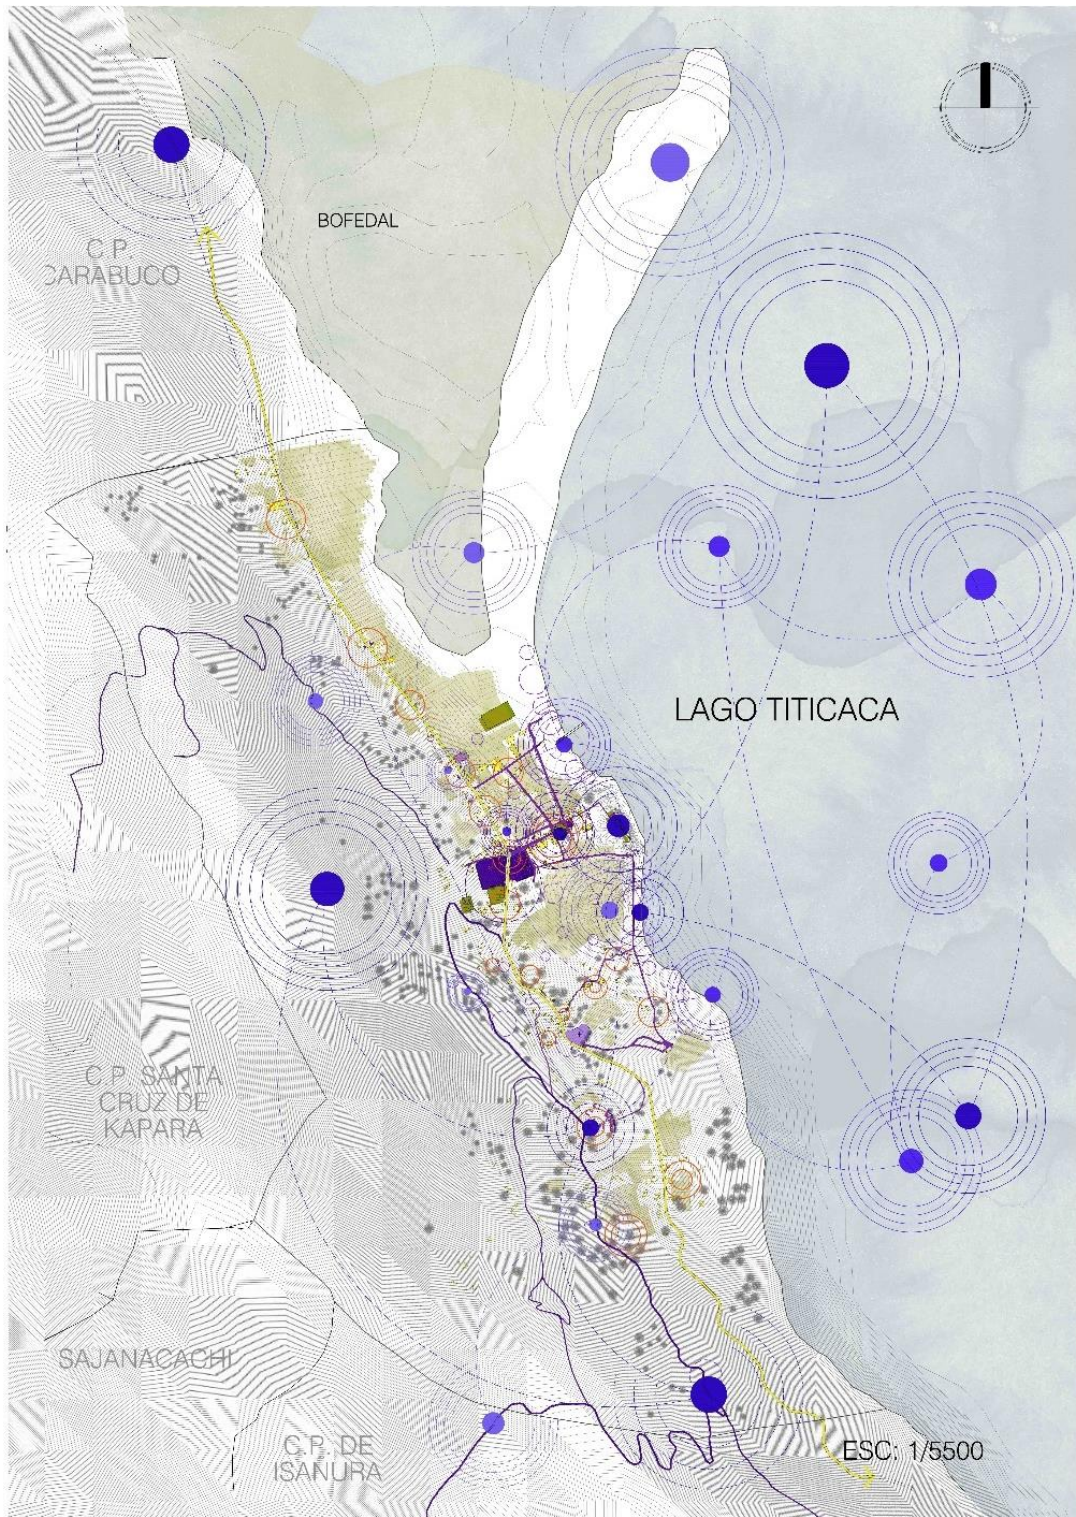 BOFEDAL
C.P.
CARABUCO
LAGO TITICACA
C.P. SANTA
CRUZ DE
KAPARA
SAJANACACHI
C.P. DE
ISANURA
ESC: 1/5500